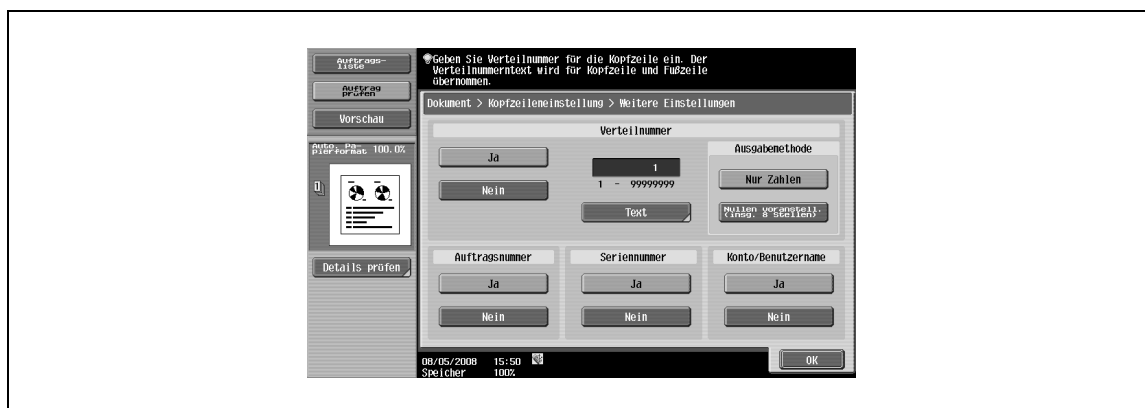 Auftrags-
liste
Auftrag
prüfen
Vorschau
Auto. Pa-
pierformat 100.0%
1
Details prüfen
Geben Sie Verteilnummer für die Kopfzeile ein. Der
Verteilnummerntext wird für Kopfzeile und Fußzeile
übernommen.
Dokument > Kopfzeileneinstellung > Weitere Einstellungen
Verteilnummer
Ja
Nein
1
1 - 99999999
Text
Ausgabemethode
Nur Zahlen
Nullen voranstell.
(insg. 8 Stellen)
Auftragsnummer
Ja
Nein
Seriennummer
Ja
Nein
Konto/Benutzername
Ja
Nein
08/05/2008 15:50
Speicher 100%
OK